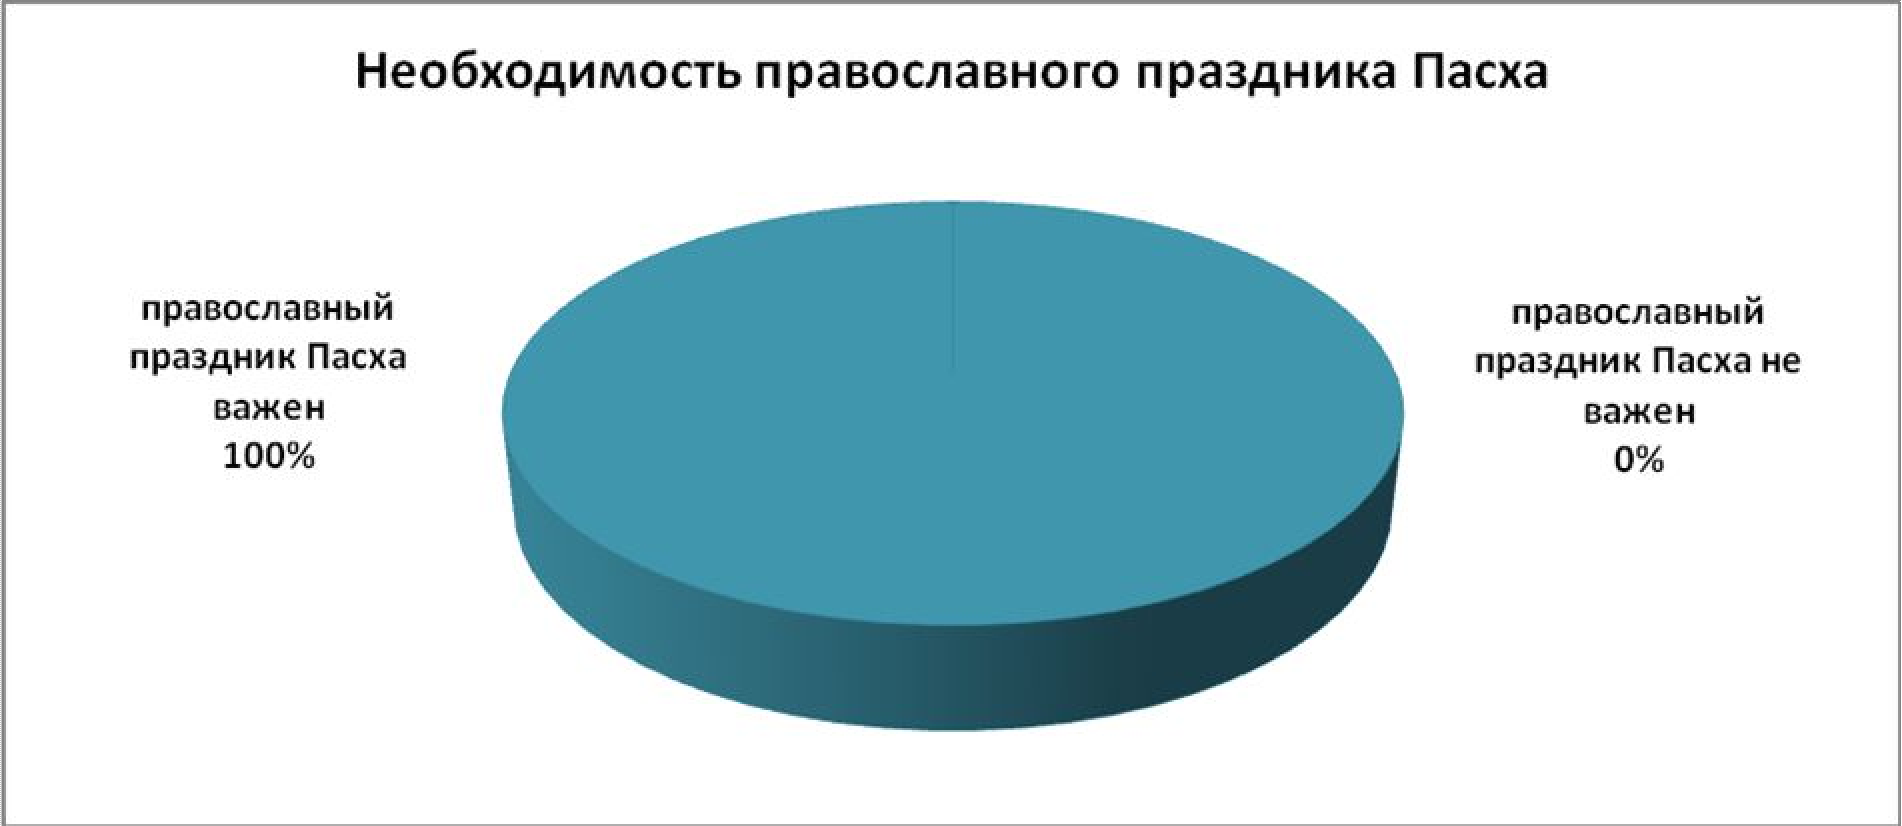 Необходимость православного праздника Пасха
православный
праздник Пасха
важен
100%
православный
праздник Пасха не
важен
0%